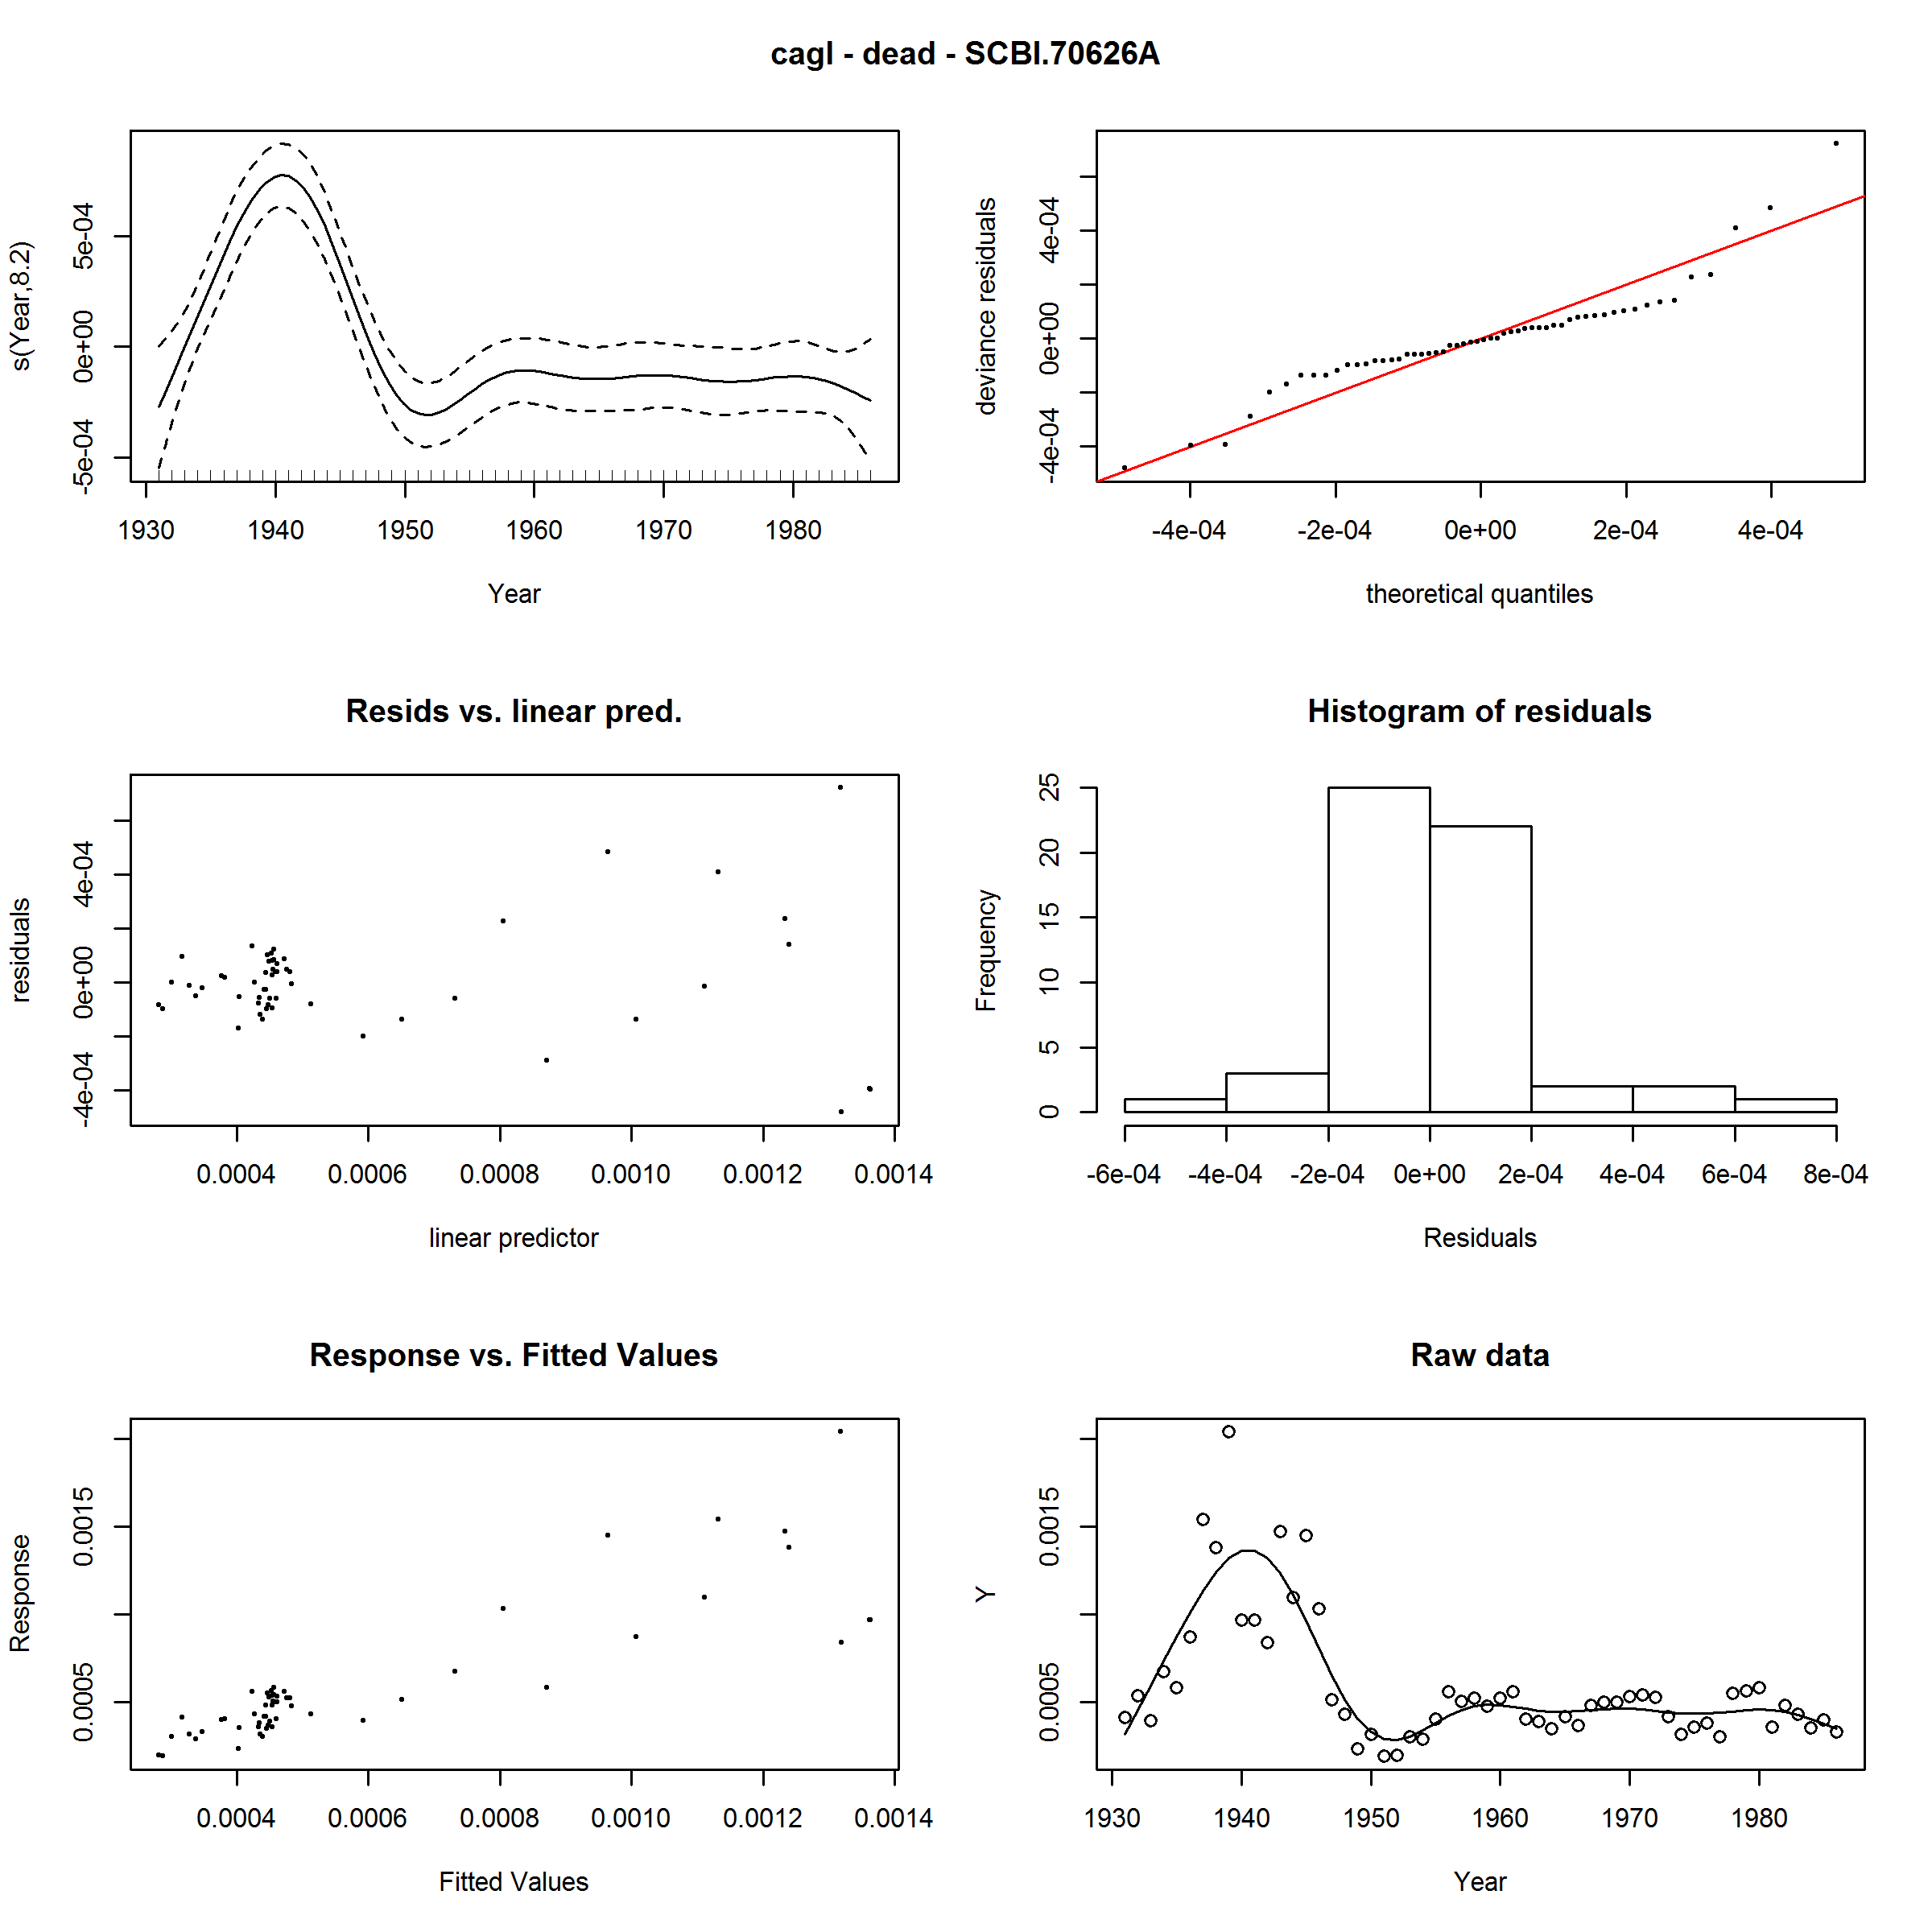 cagl - dead - SCBI.70626A
s(Year,8.2)
5e-04
0e+00
-5e-04
1930 1940 1950 1960 1970 1980
Year
deviance residuals
4e-04
0e+00
-4e-04
-4e-04 -2e-04 0e+00 2e-04 4e-04
theoretical quantiles
Resids vs. linear pred.
residuals
4e-04
0e+00
-4e-04
0.0004 0.0006 0.0008 0.0010 0.0012 0.0014
linear predictor
Histogram of residuals
Frequency
25
20
15
10
5
0
-6e-04 -4e-04 -2e-04 0e+00 2e-04 4e-04 6e-04 8e-04
Residuals
Response vs. Fitted Values
Response
0.0015
0.0005
0.0004 0.0006 0.0008 0.0010 0.0012 0.0014
Fitted Values
Raw data
Y
0.0015
0.0005
1930 1940 1950 1960 1970 1980
Year